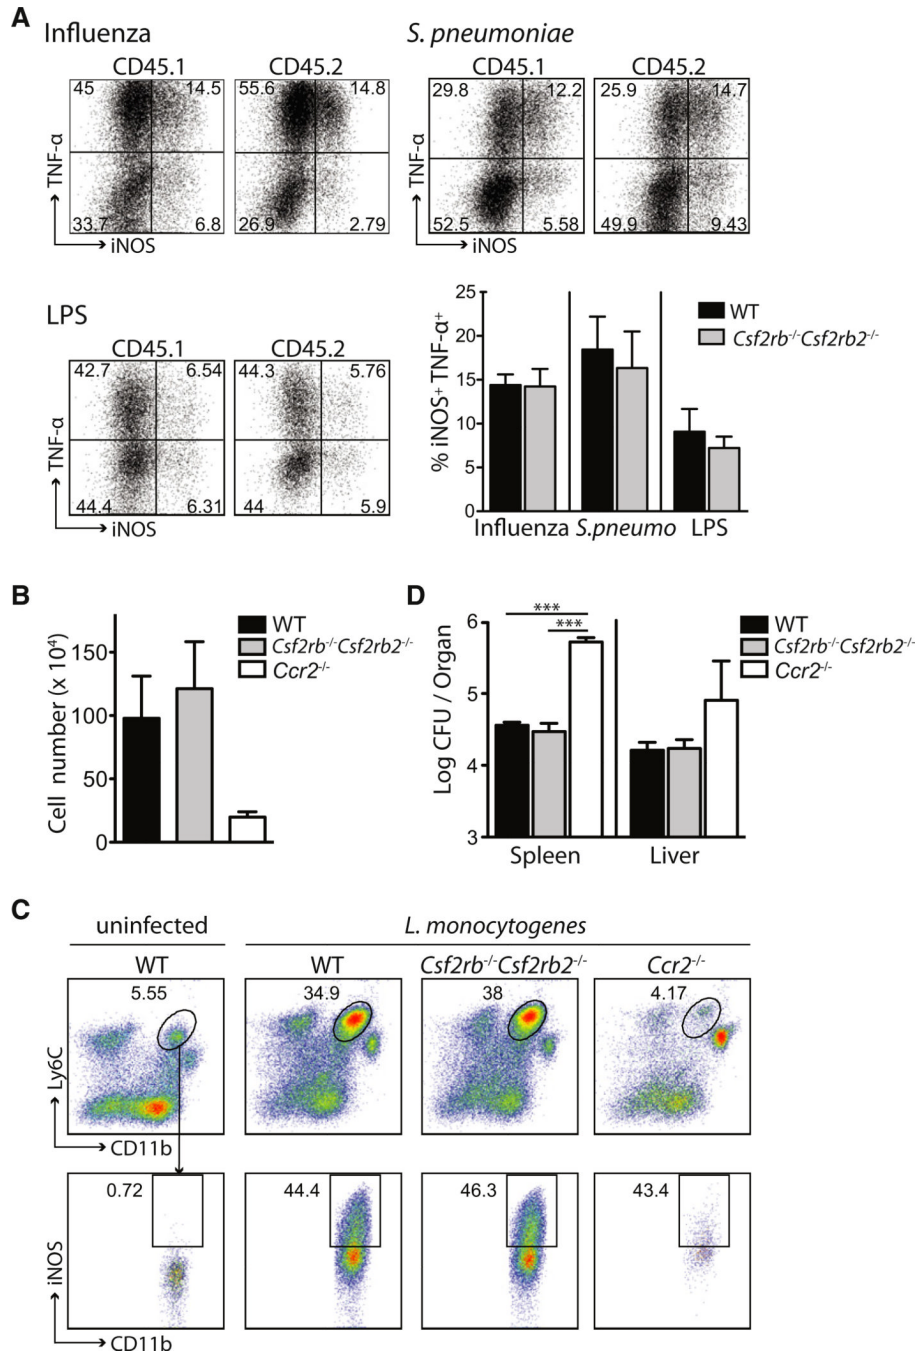 A
Influenza
S. pneumoniae
CD45.1
CD45.2
CD45.1
CD45.2
45
14.5
55.6
14.8
29.8
12.2
25.9
14.7
TNF-α
TNF-α
33.7
6.8
26.9
2.79
52.5
5.58
49.9
9.43
iNOS
iNOS
LPS
CD45.1
CD45.2
42.7
6.54
44.3
5.76
TNF-α
44.4
6.31
44
5.9
iNOS
% iNOS⁺ TNF-α⁺
25
20
15
10
5
0
WT
Csf2rb⁻/⁻Csf2rb2⁻/⁻
Influenza S.pneumo LPS
B
Cell number (x 10⁴)
150
100
50
0
WT
Csf2rb⁻/⁻Csf2rb2⁻/⁻
Ccr2⁻/⁻
D
Log CFU / Organ
6
5
4
3
***
***
WT
Csf2rb⁻/⁻Csf2rb2⁻/⁻
Ccr2⁻/⁻
Spleen
Liver
C
uninfected
L. monocytogenes
WT
WT
Csf2rb⁻/⁻Csf2rb2⁻/⁻
Ccr2⁻/⁻
5.55
34.9
38
4.17
Ly6C
CD11b
0.72
44.4
46.3
43.4
iNOS
CD11b